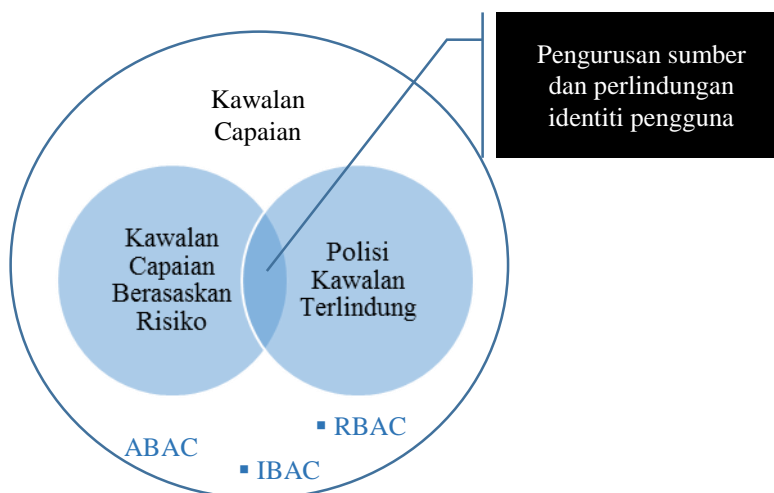 Pengurusan sumber
dan perlindungan
identiti pengguna
Kawalan
Capaian
Kawalan
Capaian
Berasaskan
Risiko
Polisi
Kawalan
Terlindung
▪ RBAC
ABAC
▪ IBAC